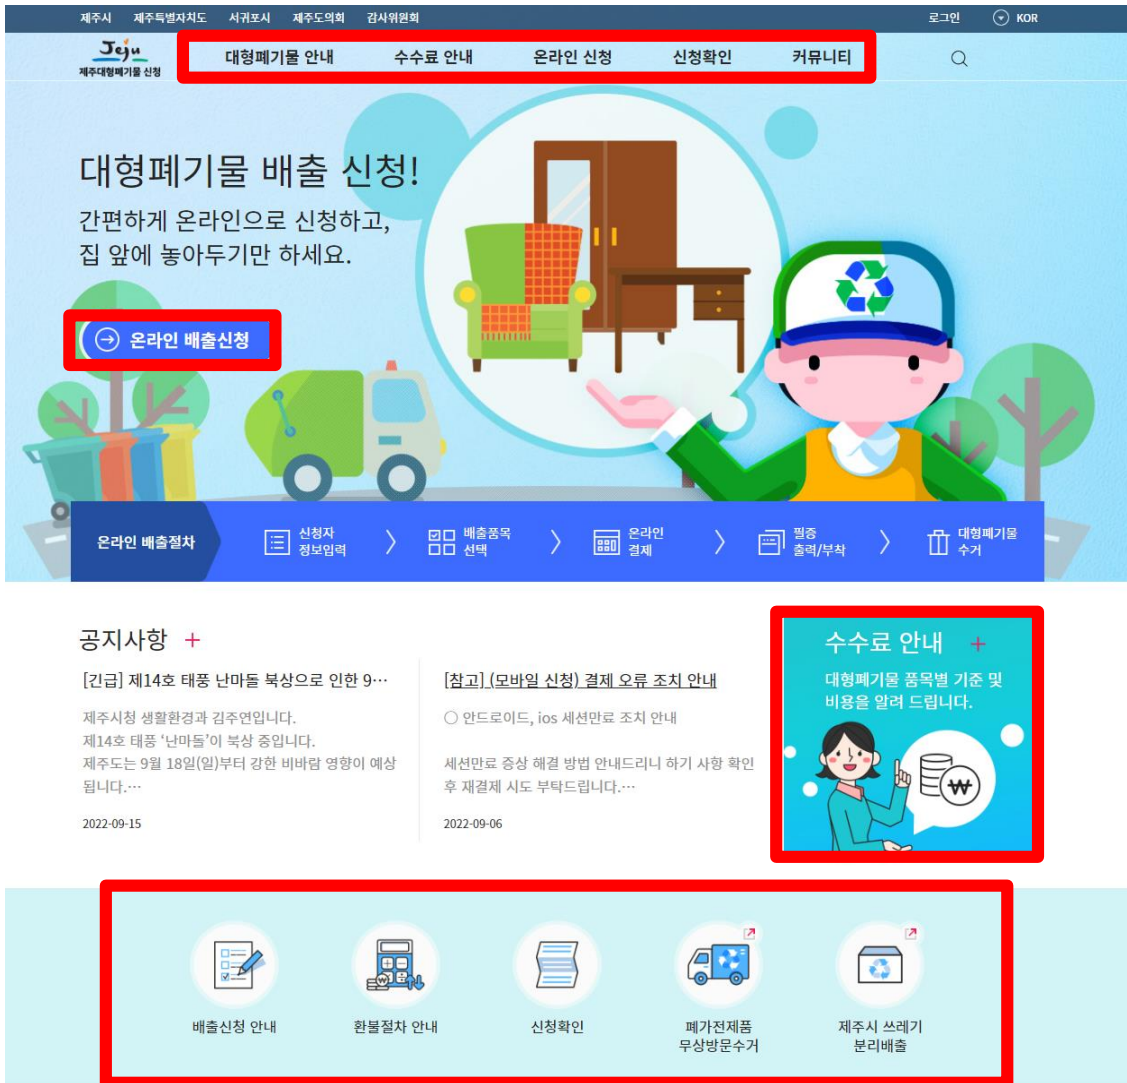 제주시 제주특별자치도 서귀포시 제주도의회 감사위원회 로그인 KOR
Jeju
제주대형폐기물 신청
대형폐기물 안내 수수료 안내 온라인 신청 신청확인 커뮤니티
대형폐기물 배출 신청!
간편하게 온라인으로 신청하고,
집 앞에 놓아두기만 하세요.
온라인 배출신청
온라인 배출절차
신청자
정보입력
배출품목
선택
온라인
결제
필증
출력/부착
대형폐기물
수거
공지사항 +
[긴급] 제14호 태풍 난마돌 북상으로 인한 9…
제주시청 생활환경과 김주연입니다.
제14호 태풍 ‘난마돌’이 북상 중입니다.
제주도는 9월 18일(일)부터 강한 비바람 영향이 예상
됩니다.…
2022-09-15
[참고] (모바일 신청) 결제 오류 조치 안내
○ 안드로이드, ios 세션만료 조치 안내
세션만료 증상 해결 방법 안내드리니 하기 사항 확인
후 재결제 시도 부탁드립니다.…
2022-09-06
수수료 안내 +
대형폐기물 품목별 기준 및
비용을 알려 드립니다.
₩
배출신청 안내
환불절차 안내
신청확인
폐가전제품
무상방문수거
제주시 쓰레기
분리배출